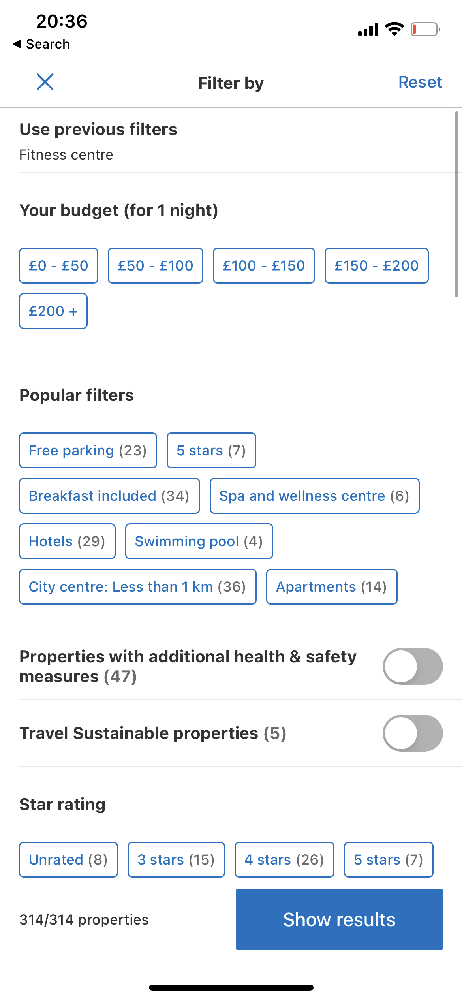 20:36
◀ Search
Filter by
Reset
Use previous filters
Fitness centre
Your budget (for 1 night)
£0 - £50
£50 - £100
£100 - £150
£150 - £200
£200 +
Popular filters
Free parking (23)
5 stars (7)
Breakfast included (34)
Spa and wellness centre (6)
Hotels (29)
Swimming pool (4)
City centre: Less than 1 km (36)
Apartments (14)
Properties with additional health & safety
measures (47)
Travel Sustainable properties (5)
Star rating
Unrated (8)
3 stars (15)
4 stars (26)
5 stars (7)
314/314 properties
Show results